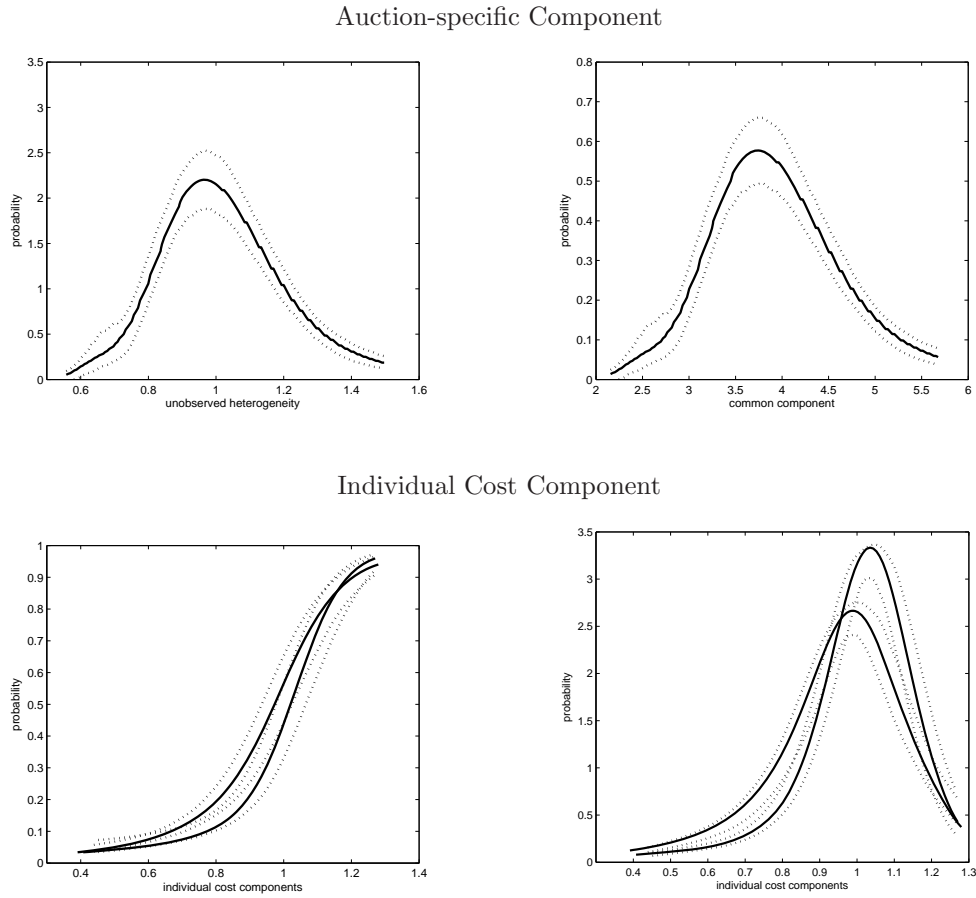 Auction-specific Component
3.5
3
2.5
2
1.5
1
0.5
0
probability
0.6 0.8 1 1.2 1.4 1.6
unobserved heterogeneity
0.8
0.7
0.6
0.5
0.4
0.3
0.2
0.1
0
probability
2 2.5 3 3.5 4 4.5 5 5.5 6
common component
Individual Cost Component
1
0.9
0.8
0.7
0.6
0.5
0.4
0.3
0.2
0.1
0
probability
0.4 0.6 0.8 1 1.2 1.4
individual cost components
3.5
3
2.5
2
1.5
1
0.5
0
probability
0.3 0.4 0.5 0.6 0.7 0.8 0.9 1 1.1 1.2 1.3
individual cost components